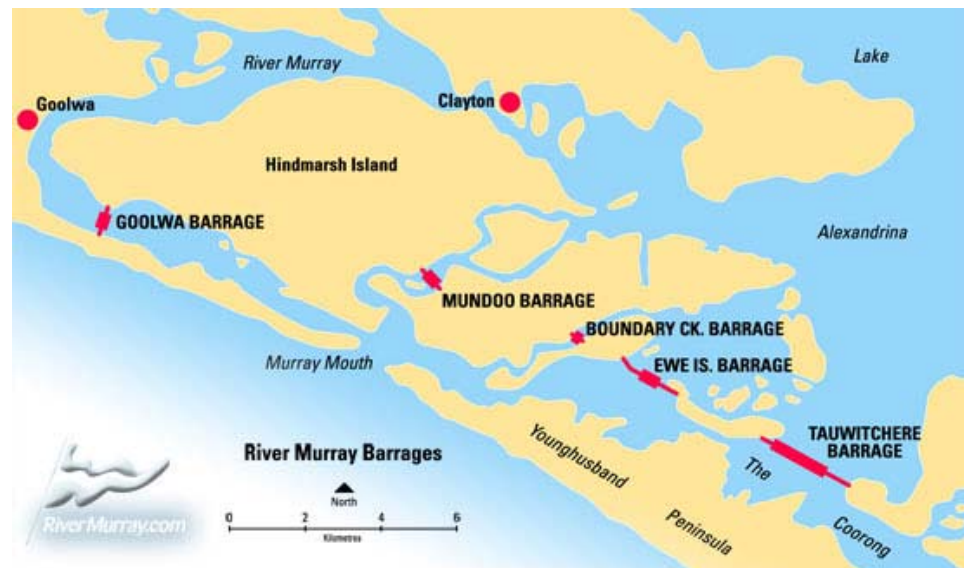 Lake
River Murray
Goolwa
Clayton
Hindmarsh Island
GOOLWA BARRAGE
Alexandrina
MUNDOO BARRAGE
BOUNDARY CK. BARRAGE
Murray Mouth
EWE IS. BARRAGE
TAUWITCHERE
BARRAGE
Younghusband
Peninsula
The
Coorong
River Murray Barrages
North
0 2 4 6
Kilometres
RiverMurray.com